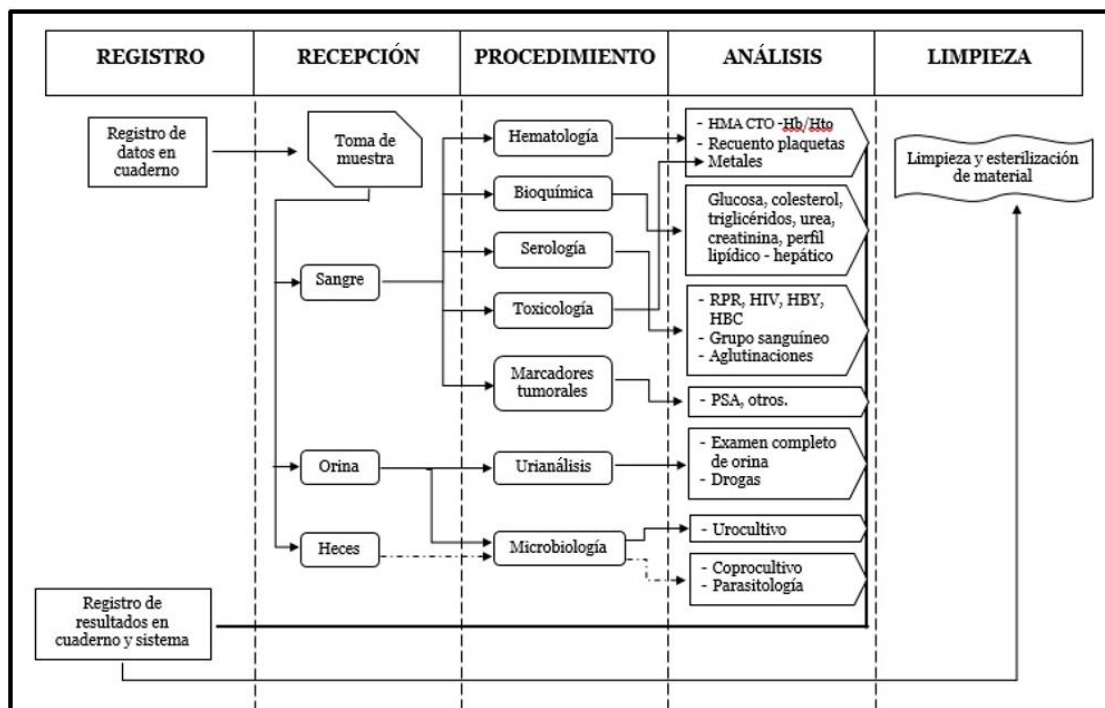 REGISTRO
RECEPCIÓN
PROCEDIMIENTO
ANÁLISIS
LIMPIEZA
Registro de
datos en
cuaderno
Toma de
muestra
Sangre
Orina
Heces
Hematología
Bioquímica
Serología
Toxicología
Marcadores
tumorales
Urianálisis
Microbiología
- HMA CTO -Hb/Hto
- Recuento plaquetas
- Metales
Glucosa, colesterol,
triglicéridos, urea,
creatinina, perfil
lipídico - hepático
- RPR, HIV, HBY,
HBC
- Grupo sanguíneo
- Aglutinaciones
- PSA, otros.
- Examen completo
de orina
- Drogas
- Urocultivo
- Coprocultivo
- Parasitología
Limpieza y esterilización
de material
Registro de
resultados en
cuaderno y sistema